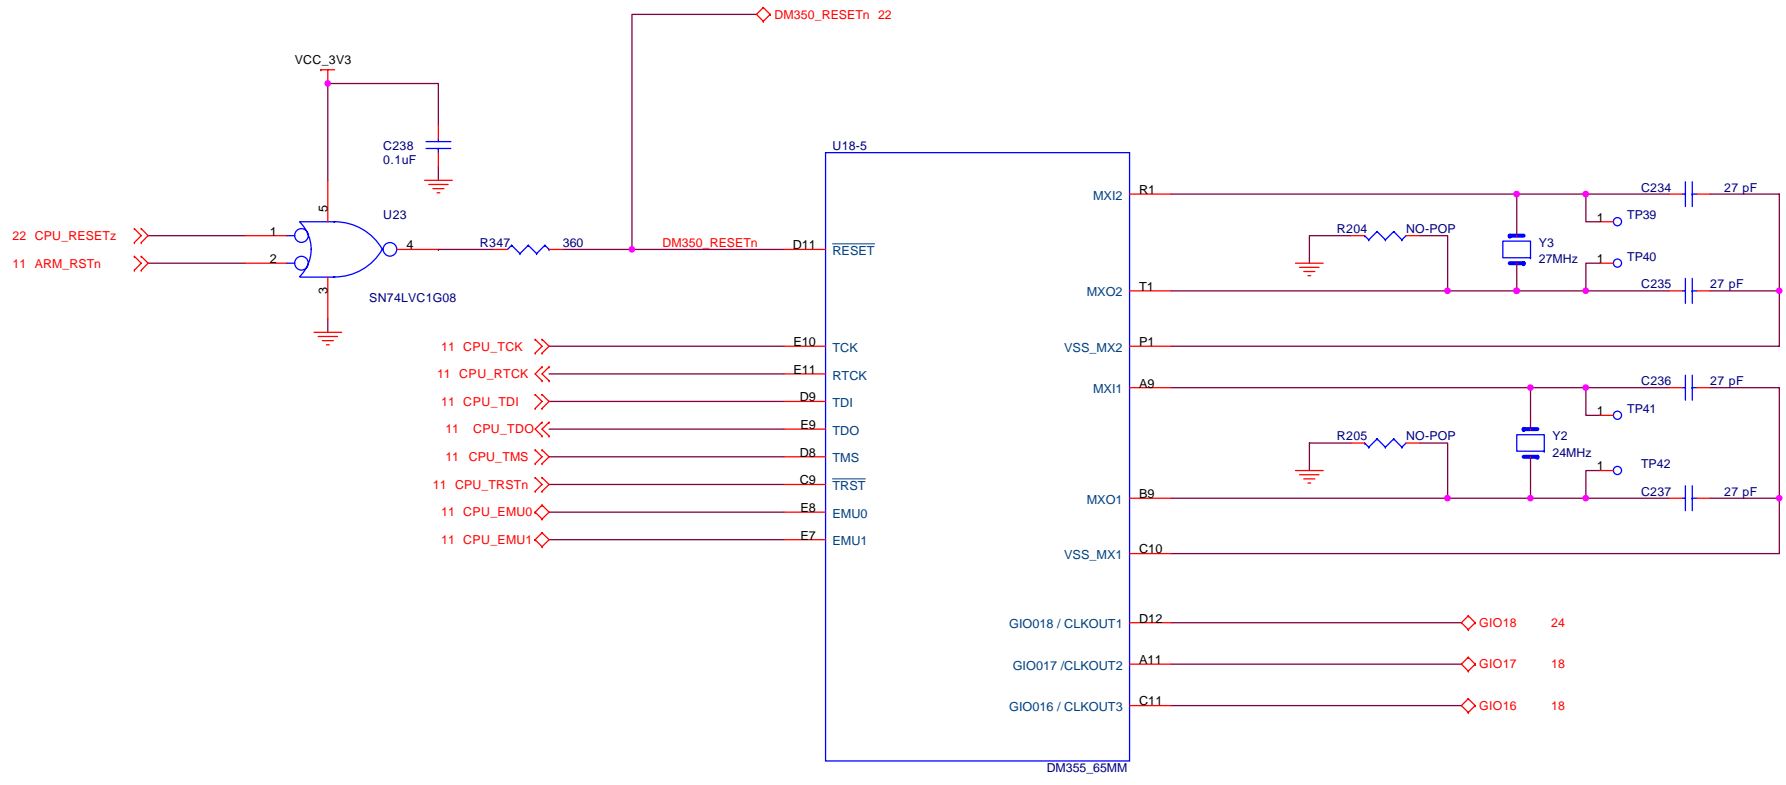 DM350_RESETn 22
VCC_3V3
C238
0.1uF
U18-5
5
U23
22 CPU_RESETz
1
4
R347
360
DM350_RESETn
D11
RESET
11 ARM_RSTn
2
3
SN74LVC1G08
MXI2
R1
C234
27 pF
1
TP39
R204
NO-POP
Y3
27MHz
1
TP40
MXO2
T1
C235
27 pF
11 CPU_TCK
E10
TCK
VSS_MX2
P1
11 CPU_RTCK
E11
RTCK
MXI1
A9
C236
27 pF
11 CPU_TDI
D9
TDI
1
TP41
11 CPU_TDO
E9
TDO
R205
NO-POP
Y2
24MHz
11 CPU_TMS
D8
TMS
1
TP42
11 CPU_TRSTn
C9
TRST
MXO1
B9
C237
27 pF
11 CPU_EMU0
E8
EMU0
11 CPU_EMU1
E7
EMU1
VSS_MX1
C10
GIO018 / CLKOUT1
D12
GIO18 24
GIO017 /CLKOUT2
A11
GIO17 18
GIO016 / CLKOUT3
C11
GIO16 18
DM355_65MM